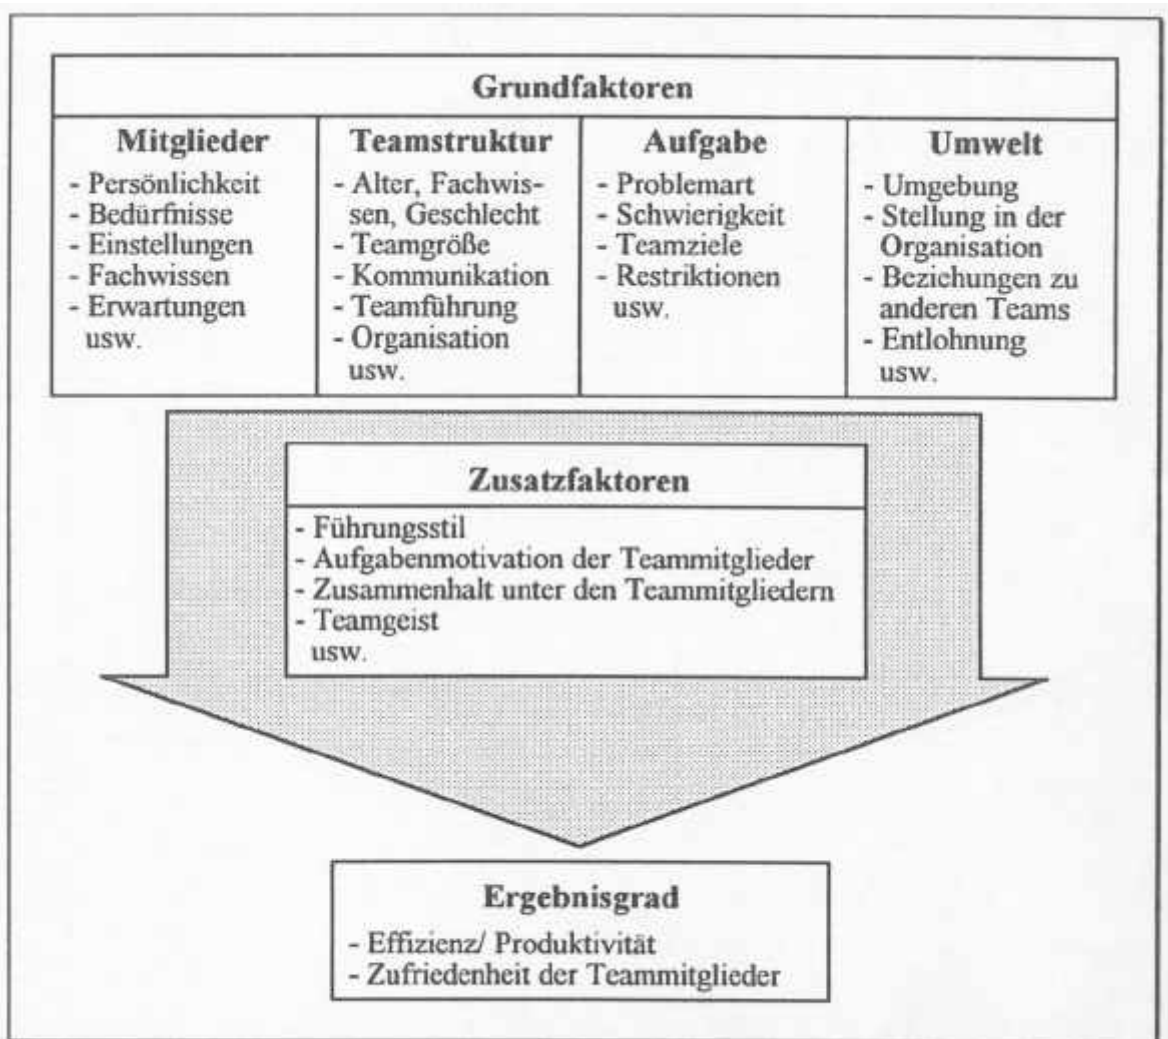 Grundfaktoren
Mitglieder
- Persönlichkeit
- Bedürfnisse
- Einstellungen
- Fachwissen
- Erwartungen
usw.
Teamstruktur
- Alter, Fachwis-
sen, Geschlecht
- Teamgröße
- Kommunikation
- Teamführung
- Organisation
usw.
Aufgabe
- Problemart
- Schwierigkeit
- Teamziele
- Restriktionen
usw.
Umwelt
- Umgebung
- Stellung in der
Organisation
- Beziehungen zu
anderen Teams
- Entlohnung
usw.
Zusatzfaktoren
- Führungsstil
- Aufgabenmotivation der Teammitglieder
- Zusammenhalt unter den Teammitgliedern
- Teamgeist
usw.
Ergebnisgrad
- Effizienz/ Produktivität
- Zufriedenheit der Teammitglieder